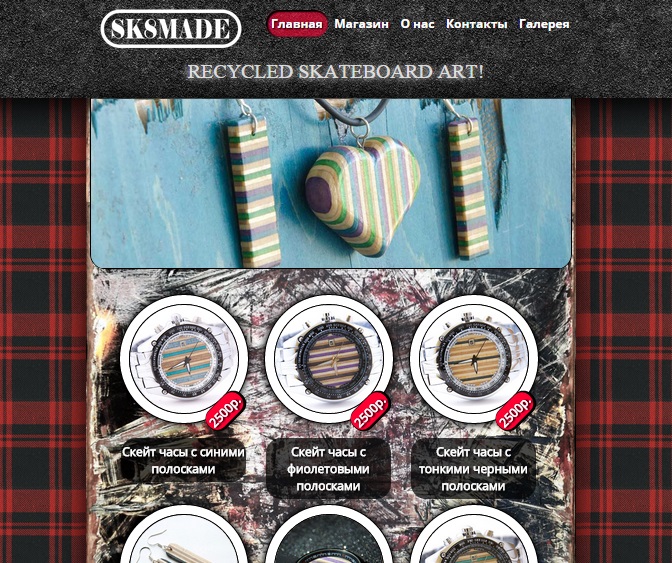 SK8MADE
Главная Магазин О нас Контакты Галерея
RECYCLED SKATEBOARD ART!
2500р.
2500р.
2500р.
Скейт часы с синими
полосками
Скейт часы с
фиолетовыми
полосками
Скейт часы с
тонкими черными
полосками